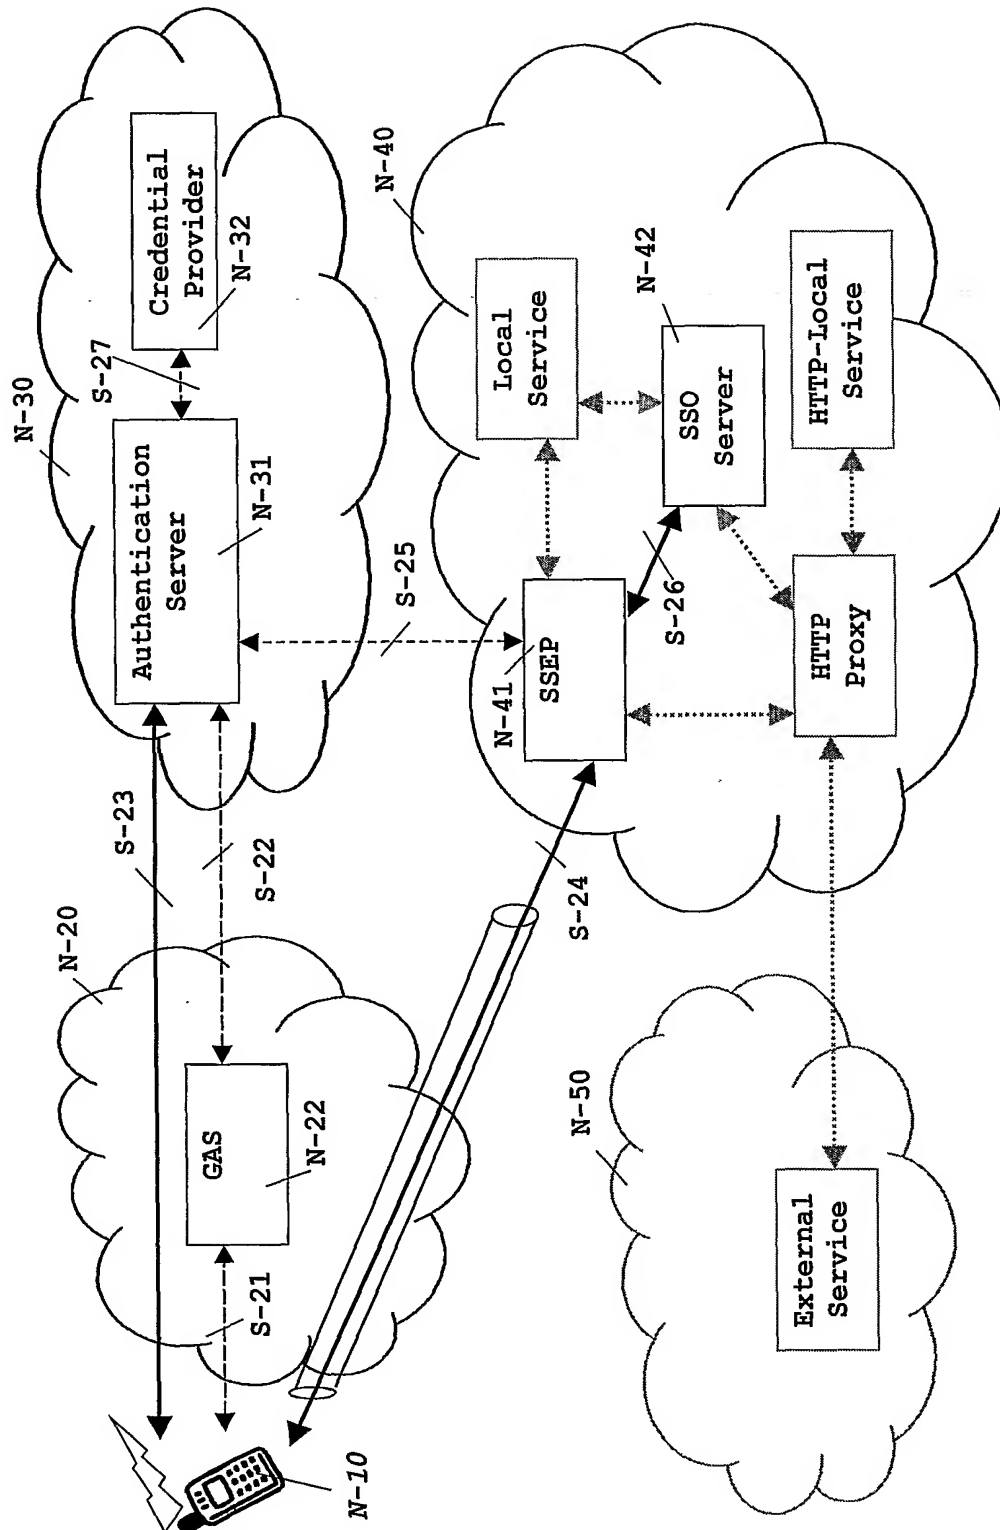 N-30
S-27
Credential
Provider
N-32
Authentication
Server
N-31
S-23
S-22
N-20
GAS
N-22
S-21
N-10
S-25
S-24
N-40
Local
Service
N-42
SSO
Server
S-26
N-41
SSEP
HTTP-Local
Service
HTTP
Proxy
N-50
External
Service